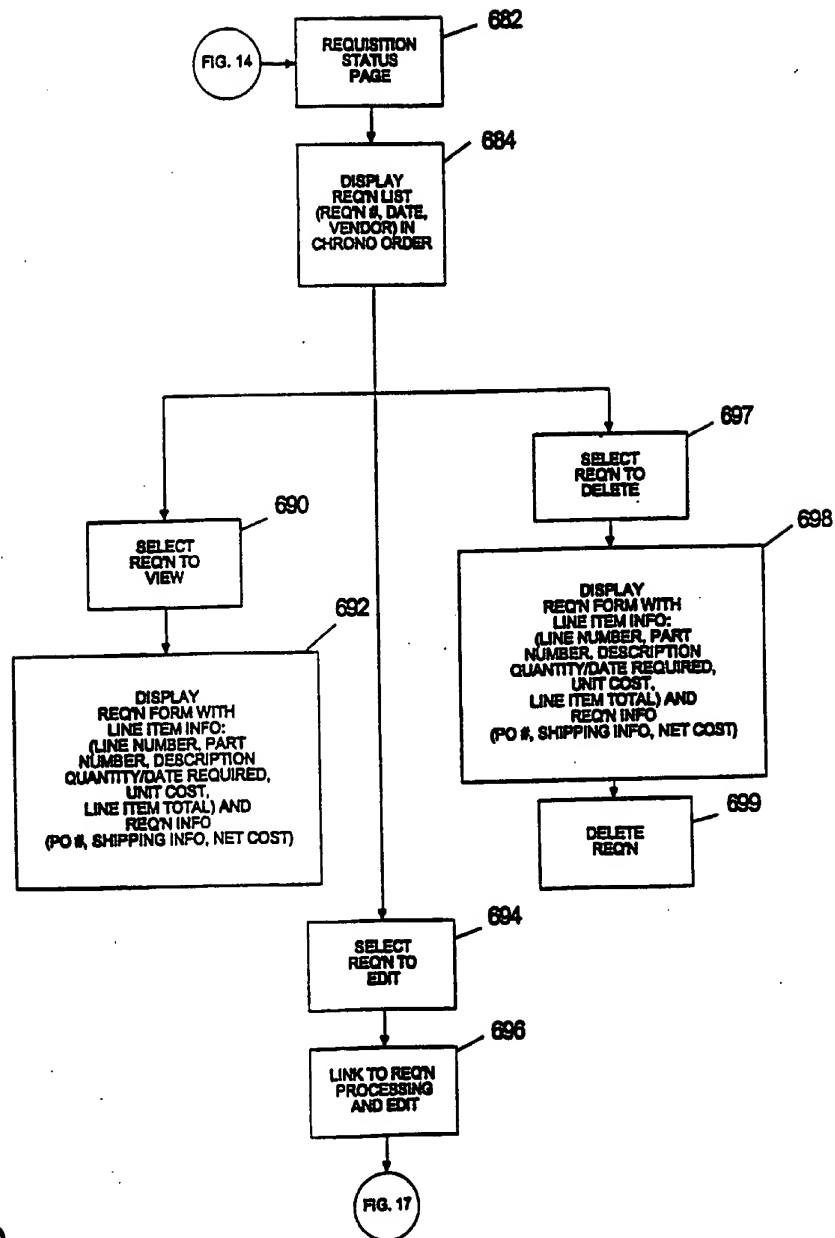 682
FIG. 14
REQUISITION
STATUS
PAGE
684
DISPLAY
REQ'N LIST
(REQ'N #, DATE,
VENDOR) IN
CHRONO ORDER
697
SELECT
REQ'N TO
DELETE
690
SELECT
REQ'N TO
VIEW
698
DISPLAY
REQ'N FORM WITH
LINE ITEM INFO:
(LINE NUMBER, PART
NUMBER, DESCRIPTION
QUANTITY/DATE REQUIRED,
UNIT COST,
LINE ITEM TOTAL) AND
REQ'N INFO
(PO #, SHIPPING INFO, NET COST)
692
DISPLAY
REQ'N FORM WITH
LINE ITEM INFO:
(LINE NUMBER, PART
NUMBER, DESCRIPTION
QUANTITY/DATE REQUIRED,
UNIT COST,
LINE ITEM TOTAL) AND
REQ'N INFO
(PO #, SHIPPING INFO, NET COST)
699
DELETE
REQ'N
694
SELECT
REQ'N TO
EDIT
696
LINK TO REQ'N
PROCESSING
AND EDIT
FIG. 17